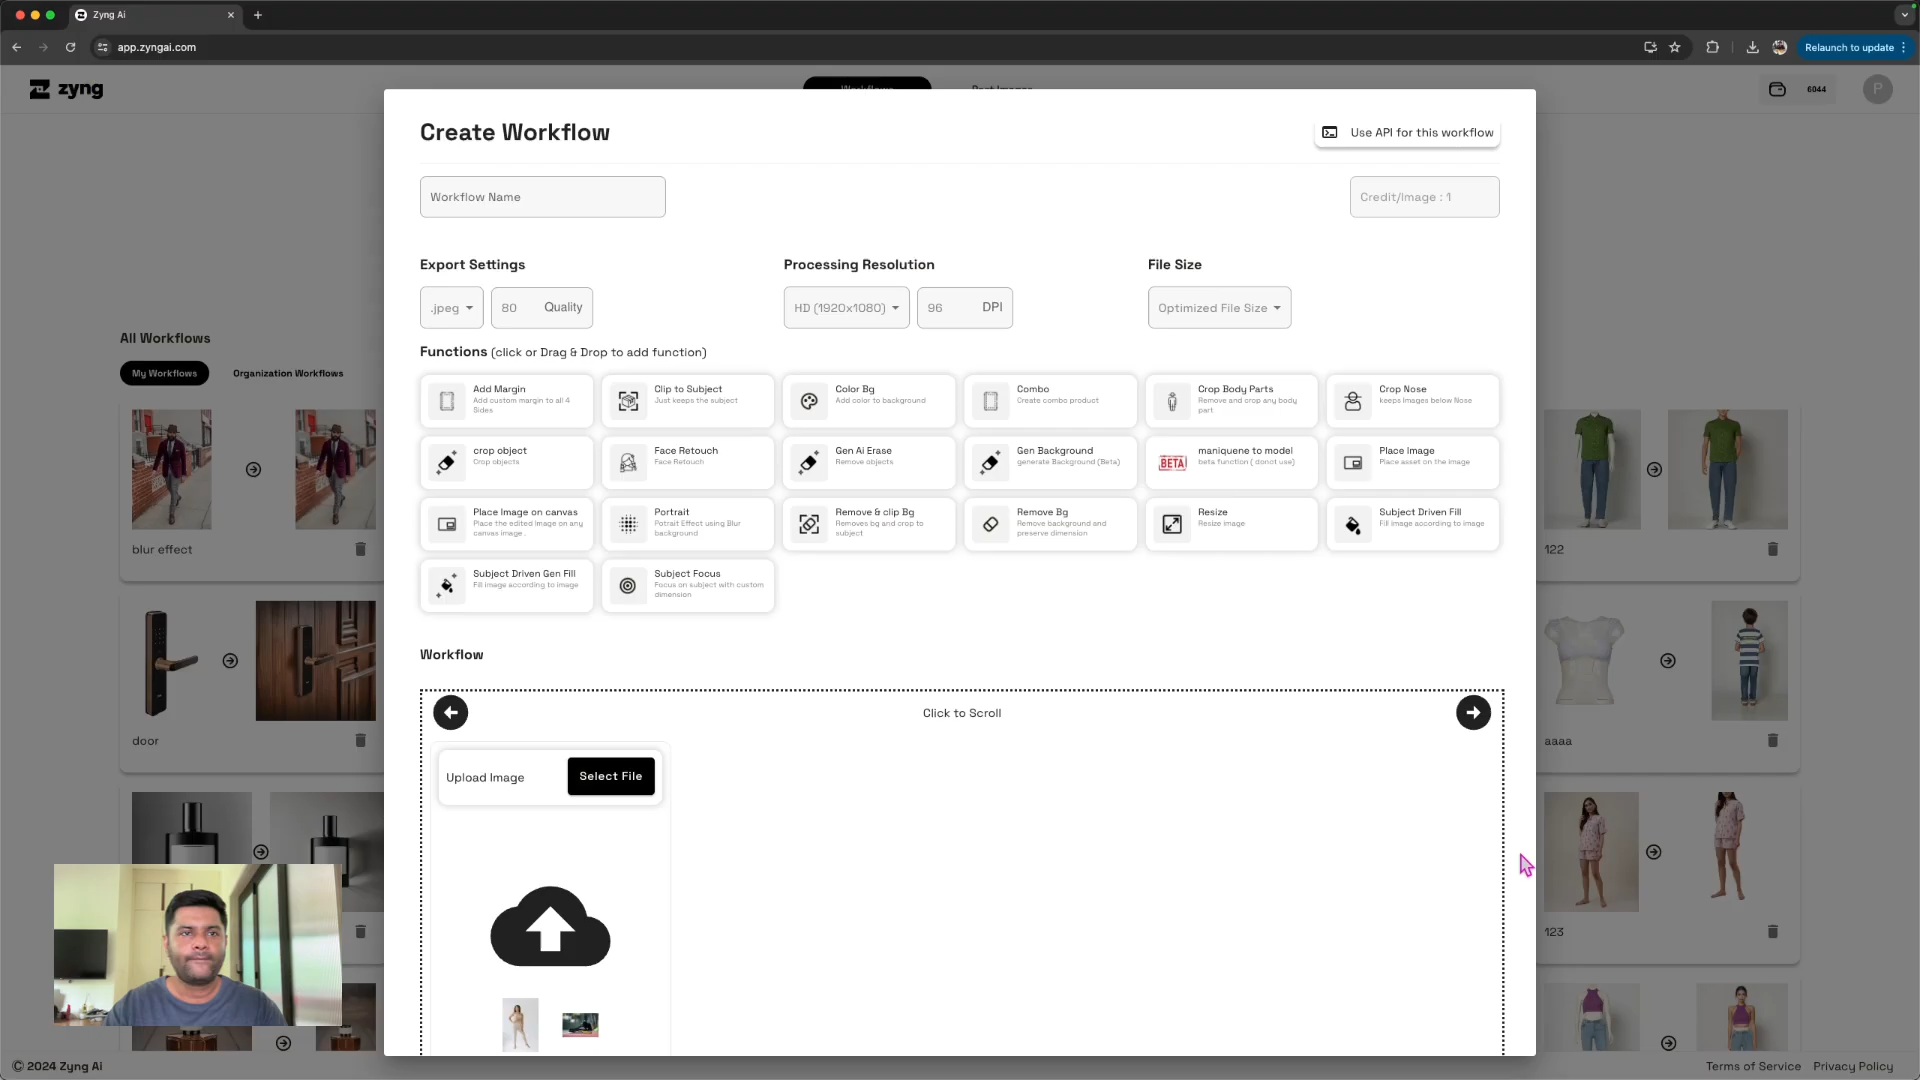 Zyng Ai
app.zyngai.com
Relaunch to update
zyng
6044
P
Create Workflow
Use API for this workflow
Workflow Name
Credit/Image : 1
Export Settings
Processing Resolution
File Size
.jpeg
80 Quality
HD (1920x1080)
96 DPI
Optimized File Size
Functions (click or Drag & Drop to add function)
All Workflows
My Workflows
Organization Workflows
Add Margin
Add custom margin to all 4
Sides
Clip to Subject
Just keeps the subject
Color Bg
Add color to background
Combo
Create combo product
Crop Body Parts
Remove and crop any body
part
Crop Nose
keeps Images below Nose
crop object
Crop objects
Face Retouch
Face Retouch
Gen Ai Erase
Remove objects
Gen Background
generate Background (Beta)
BETA
maniquene to model
beta function ( donot use)
Place Image
Place asset on the image
Place Image on canvas
Place the edited Image on any
canvas image .
Portrait
Potrait Effect using Blur
background
Remove & clip Bg
Removes bg and crop to
subject
Remove Bg
Remove background and
preserve dimension
Resize
Resize image
Subject Driven Fill
Fill image according to image
Subject Driven Gen Fill
Fill image according to image
Subject Focus
Focus on subject with custom
dimension
blur effect
122
Workflow
Click to Scroll
door
aaaa
Upload Image
Select File
123
© 2024 Zyng Ai
Terms of Service
Privacy Policy